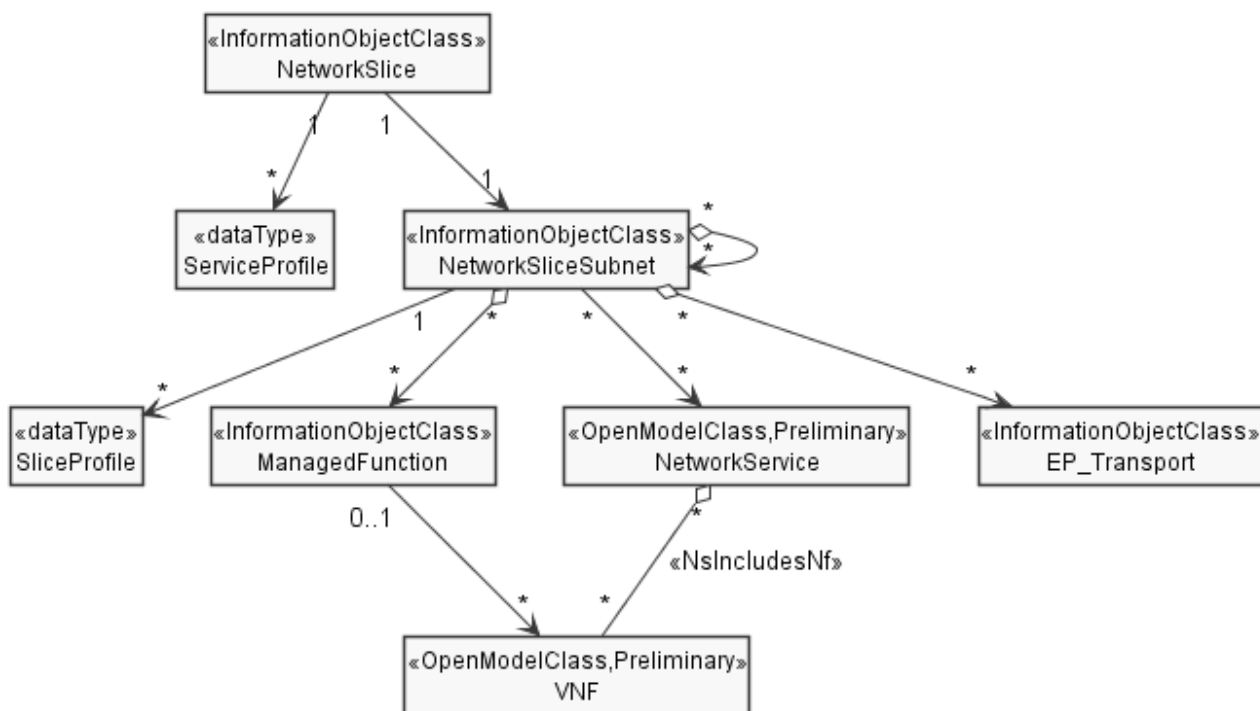 «InformationObjectClass»
NetworkSlice
1
1
*
1
«dataType»
ServiceProfile
«InformationObjectClass»
NetworkSliceSubnet
*
*
1
*
*
*
*
*
*
*
«dataType»
SliceProfile
«InformationObjectClass»
ManagedFunction
«OpenModelClass,Preliminary»
NetworkService
«InformationObjectClass»
EP_Transport
0..1
*
«NsIncludesNf»
*
*
«OpenModelClass,Preliminary»
VNF